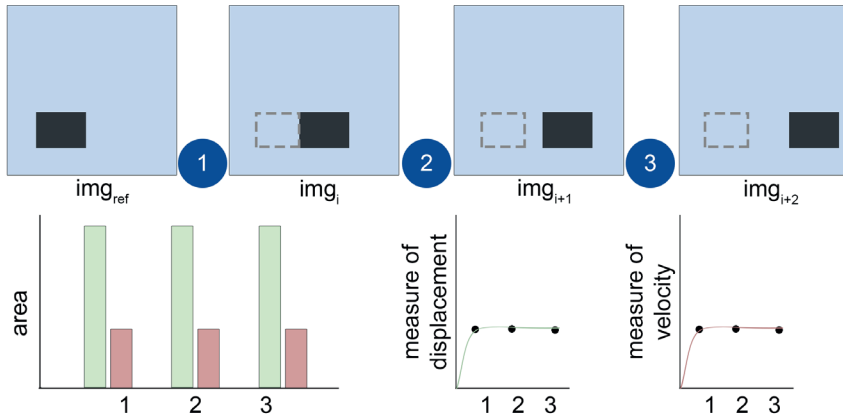 1
2
3
img_ref
img_i
img_i+1
img_i+2
area
1 2 3
measure of
displacement
1 2 3
measure of
velocity
1 2 3